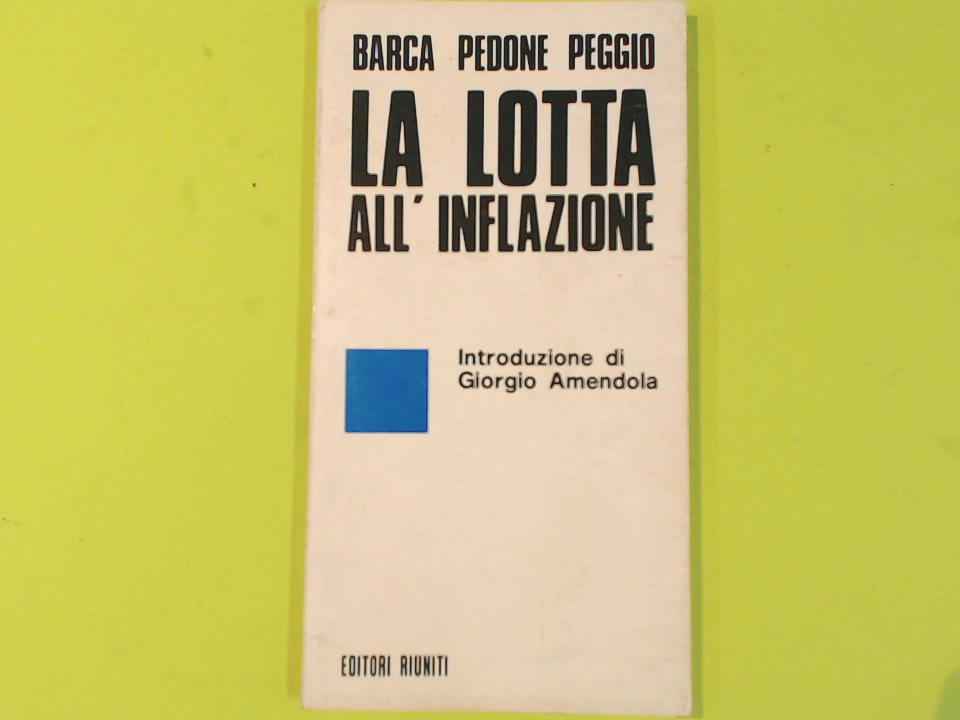 BARCA PEDONE PEGGIO
LA LOTTA
ALL'INFLAZIONE
Introduzione di
Giorgio Amendola
EDITORI RIUNITI